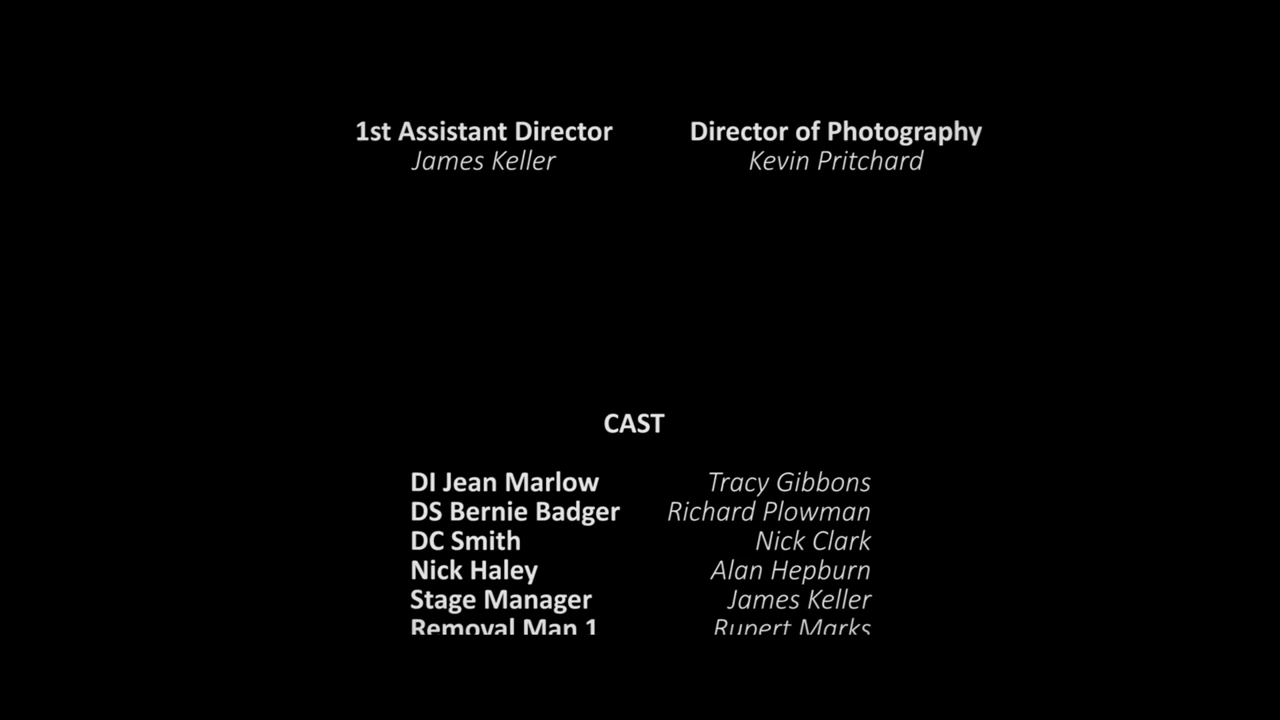 1st Assistant Director Director of Photography
James Keller Kevin Pritchard
CAST
DI Jean Marlow Tracy Gibbons
DS Bernie Badger Richard Plowman
DC Smith Nick Clark
Nick Haley Alan Hepburn
Stage Manager James Keller
Removal Man 1 Rupert Marks